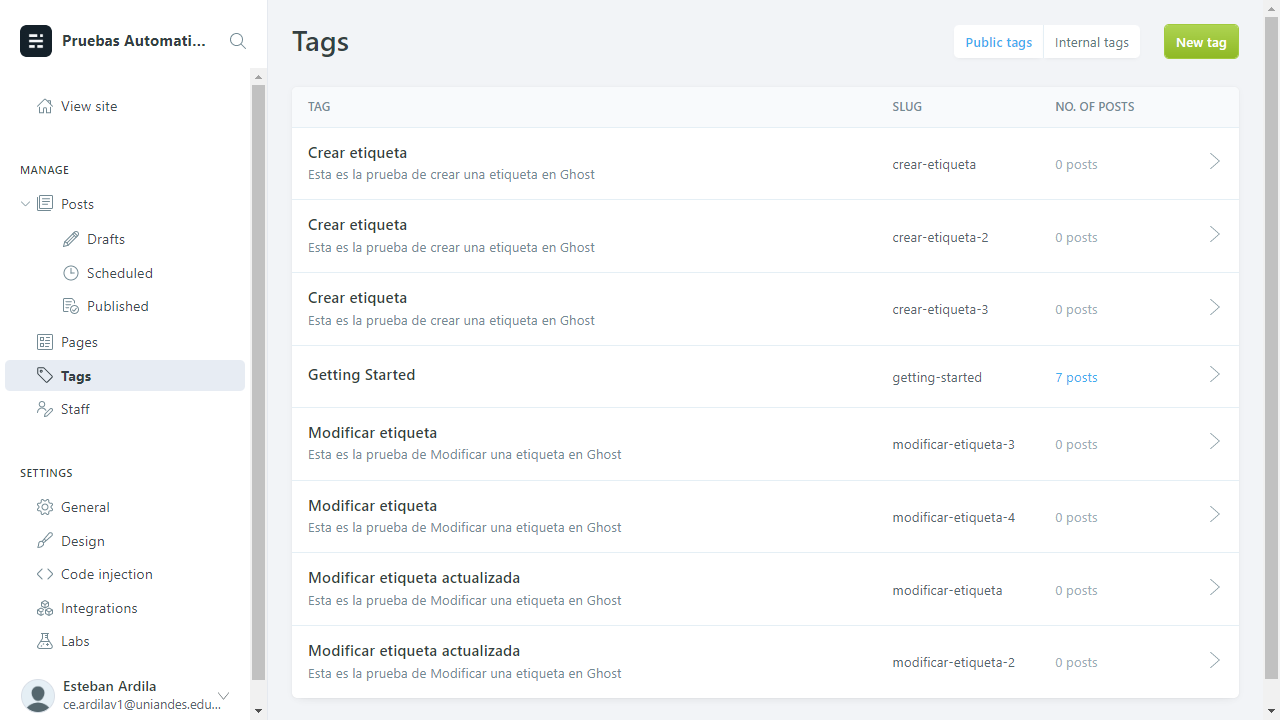 Pruebas Automati...
Tags
Public tags
Internal tags
New tag
View site
MANAGE
Posts
Drafts
Scheduled
Published
Pages
Tags
Staff
SETTINGS
General
Design
Code injection
Integrations
Labs
Esteban Ardila
ce.ardilav1@uniandes.edu...
TAG SLUG NO. OF POSTS
Crear etiqueta
Esta es la prueba de crear una etiqueta en Ghost
crear-etiqueta
0 posts
Crear etiqueta
Esta es la prueba de crear una etiqueta en Ghost
crear-etiqueta-2
0 posts
Crear etiqueta
Esta es la prueba de crear una etiqueta en Ghost
crear-etiqueta-3
0 posts
Getting Started
getting-started
7 posts
Modificar etiqueta
Esta es la prueba de Modificar una etiqueta en Ghost
modificar-etiqueta-3
0 posts
Modificar etiqueta
Esta es la prueba de Modificar una etiqueta en Ghost
modificar-etiqueta-4
0 posts
Modificar etiqueta actualizada
Esta es la prueba de Modificar una etiqueta en Ghost
modificar-etiqueta
0 posts
Modificar etiqueta actualizada
Esta es la prueba de Modificar una etiqueta en Ghost
modificar-etiqueta-2
0 posts